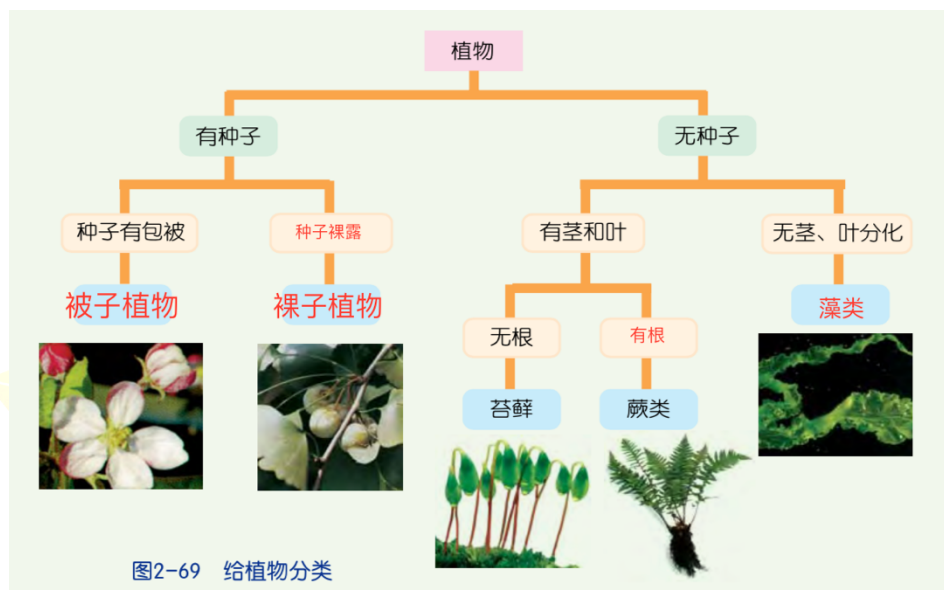 植物
有种子
无种子
种子有包被
种子裸露
有茎和叶
无茎、叶分化
被子植物
裸子植物
藻类
无根
有根
苔鲜
蕨类
图2-69 给植物分类